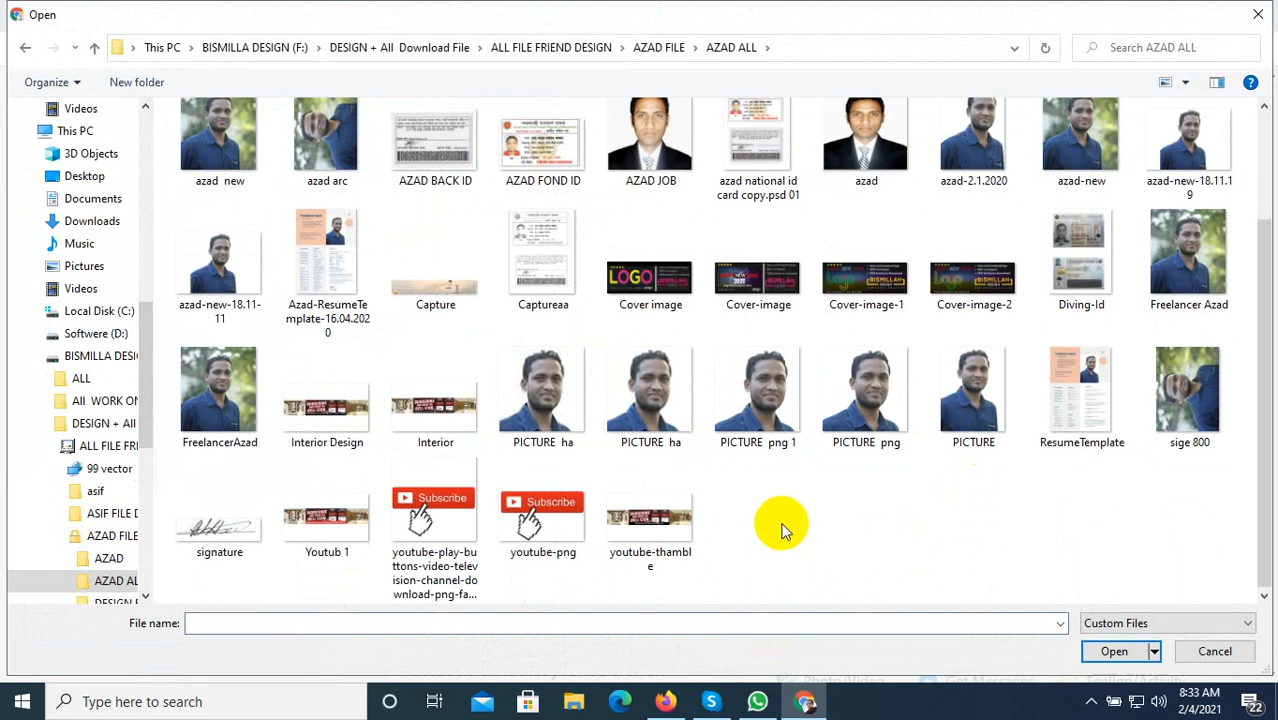 Open
This PC > BISMILLA DESIGN (F:) > DESIGN + All Download File > ALL FILE FRIEND DESIGN > AZAD FILE > AZAD ALL >
Search AZAD ALL
Organize
New folder
Videos
This PC
3D Objects
Desktop
Documents
Downloads
Music
Pictures
Videos
Local Disk (C:)
Softere (D:)
BISMILLA DESI
ALL
All WORK ON
DESIGN + All
ALL FILE FRI
99 vector
asif
ASIF FILE D
AZAD FILE
AZAD
AZAD AL
azad new
azad arc
AZAD BACK ID
AZAD FOND ID
AZAD JOB
azad national id
card copy.psd 01
azad
azad-2.1.2020
azad-new
azad-new-18.11.1
9
azad-new-18.11-
11
Azad-ResumeTe
mplate-16.04.202
0
Capture
Captureaa
LOGO
Cover image
Cover-image
BISMILLAH
Cover-image-1
BISMILLAH
Cover-image-2
Diving-Id
Freelancer Azad
FreelancerAzad
Interior Design
Interior
PICTURE ha
PICTURE ha
PICTURE png 1
PICTURE png
PICTURE
ResumeTemplate
sige 800
signature
Youtub 1
Subscribe
youtube-play-bu
ttons-video-telev
ision-channel-do
wnload-png-fa...
Subscribe
youtube-png
youtube-thambl
e
File name:
Custom Files
Open
Cancel
Type here to search
8:33 AM
2/4/2021
22